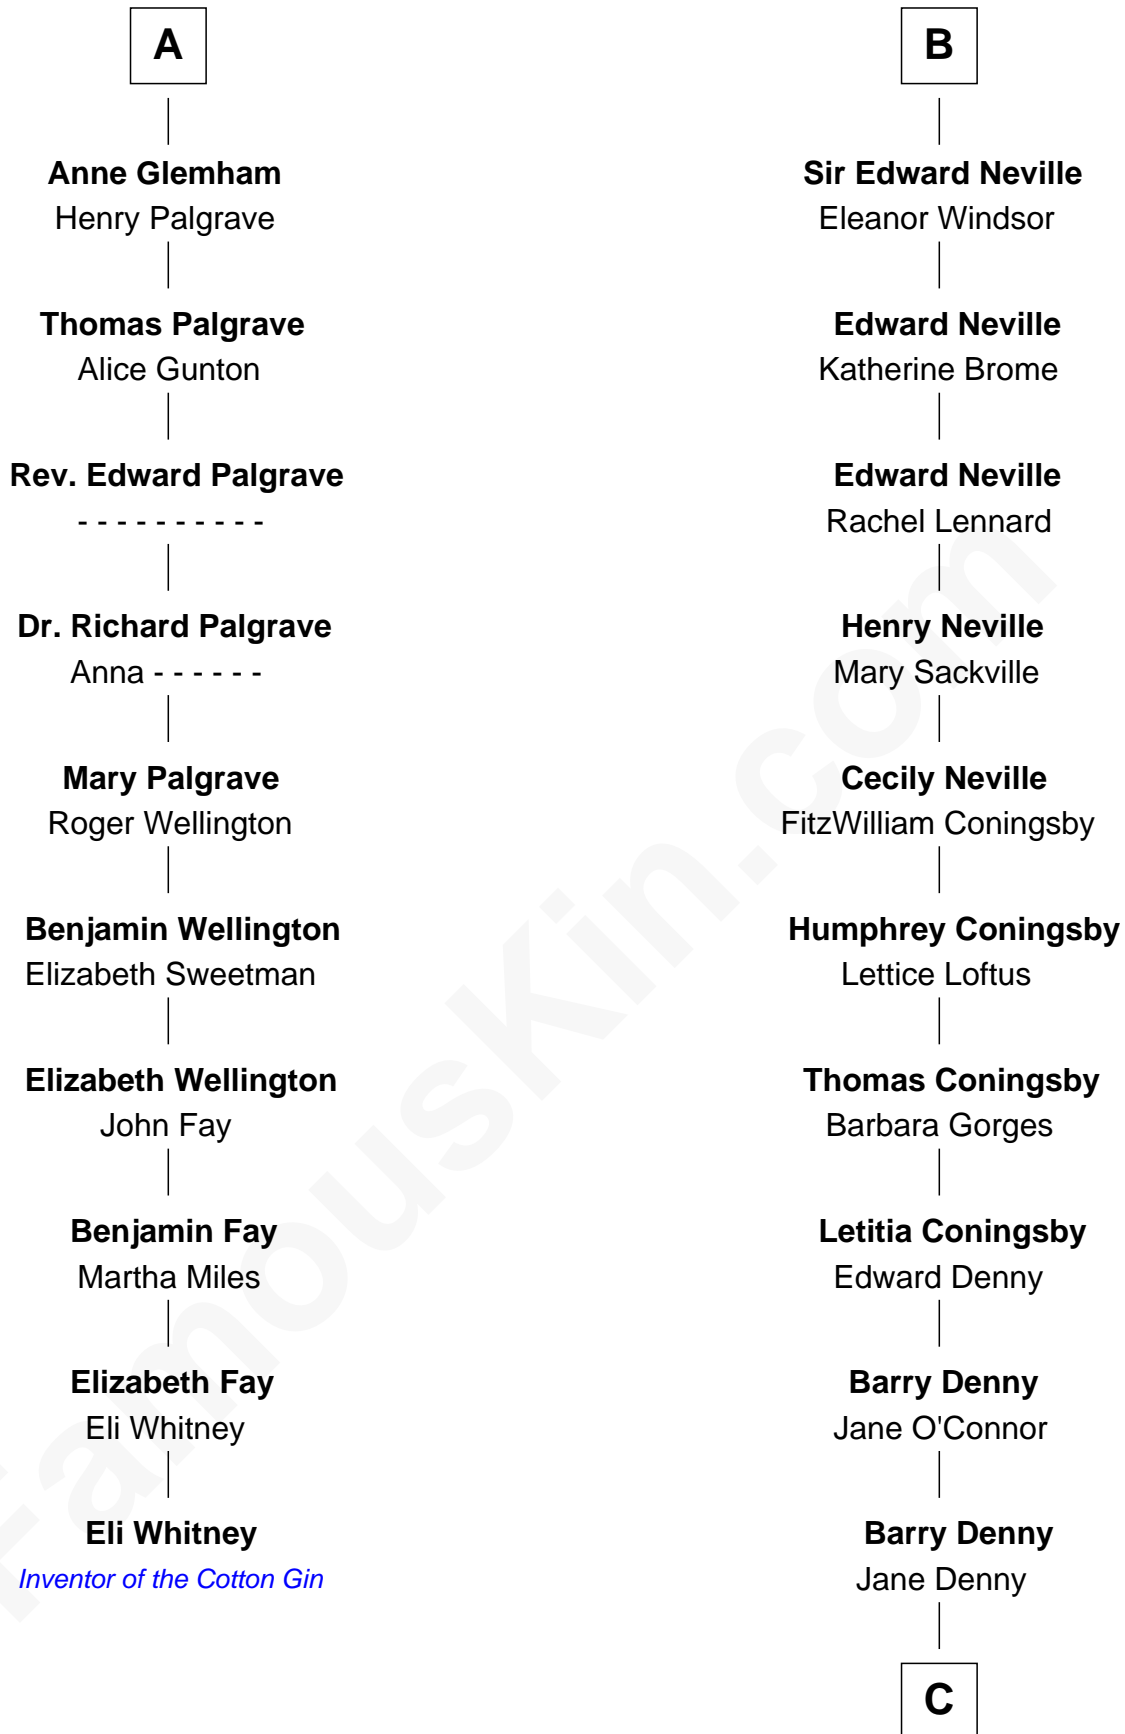 A
Anne Glemham
Henry Palgrave
Thomas Palgrave
Alice Gunton
Rev. Edward Palgrave
- - - - - - - - - -
Dr. Richard Palgrave
Anna - - - - - -
Mary Palgrave
Roger Wellington
Benjamin Wellington
Elizabeth Sweetman
Elizabeth Wellington
John Fay
Benjamin Fay
Martha Miles
Elizabeth Fay
Eli Whitney
Eli Whitney
Inventor of the Cotton Gin
B
Sir Edward Neville
Eleanor Windsor
Edward Neville
Katherine Brome
Edward Neville
Rachel Lennard
Henry Neville
Mary Sackville
Cecily Neville
FitzWilliam Coningsby
Humphrey Coningsby
Lettice Loftus
Thomas Coningsby
Barbara Gorges
Letitia Coningsby
Edward Denny
Barry Denny
Jane O'Connor
Barry Denny
Jane Denny
C
FamousKin.com